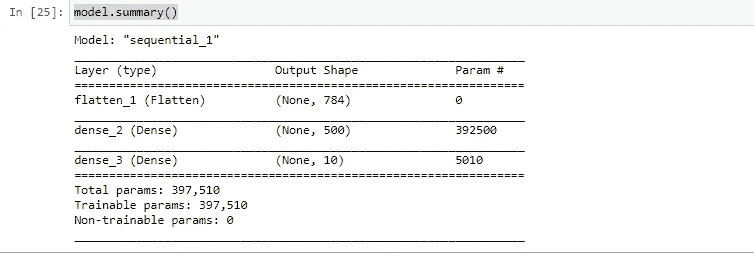 In [25]: model.summary()
Model: "sequential_1"
Layer (type) Output Shape Param #
=================================================================
flatten_1 (Flatten) (None, 784) 0
dense_2 (Dense) (None, 500) 392500
dense_3 (Dense) (None, 10) 5010
=================================================================
Total params: 397,510
Trainable params: 397,510
Non-trainable params: 0